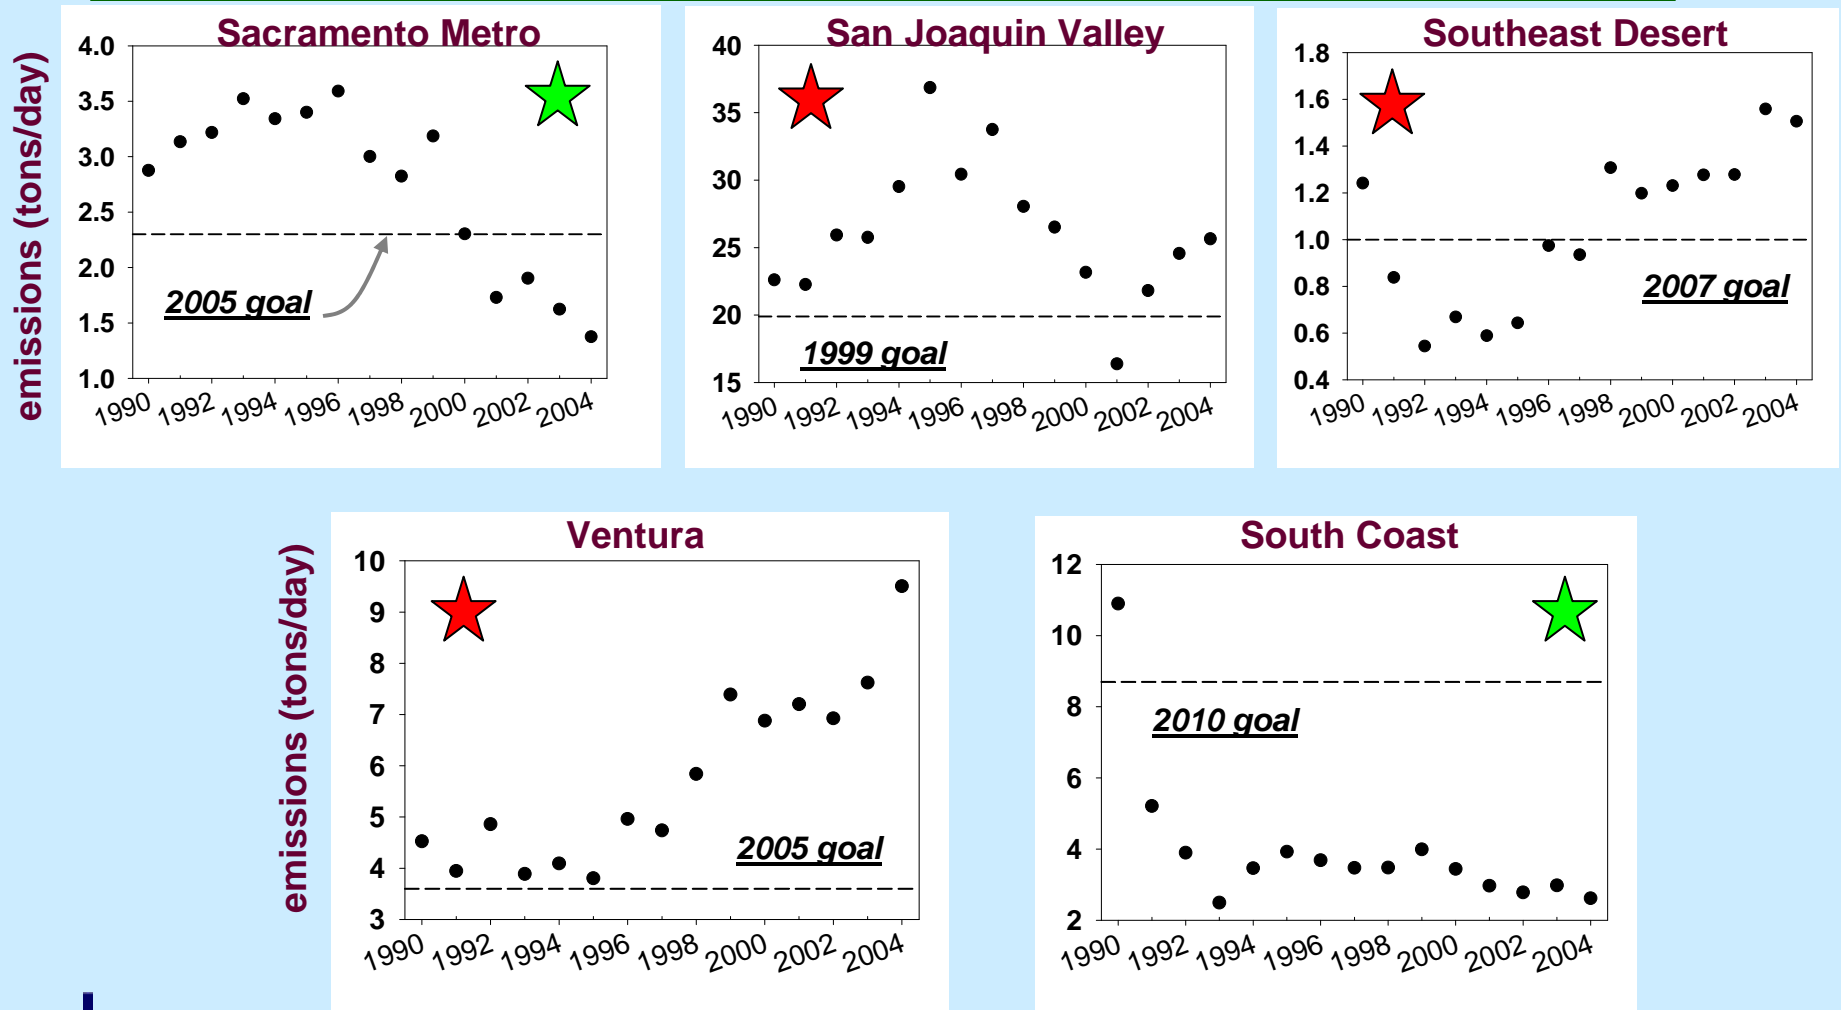 Sacramento Metro
emissions (tons/day)
4.0
3.5
3.0
2.5
2.0
1.5
1.0
2005 goal
1990 1992 1994 1996 1998 2000 2002 2004
San Joaquin Valley
40
35
30
25
20
15
1999 goal
1990 1992 1994 1996 1998 2000 2002 2004
Southeast Desert
1.8
1.6
1.4
1.2
1.0
0.8
0.6
0.4
2007 goal
1990 1992 1994 1996 1998 2000 2002 2004
Ventura
emissions (tons/day)
10
9
8
7
6
5
4
3
2005 goal
1990 1992 1994 1996 1998 2000 2002 2004
South Coast
12
10
8
6
4
2
2010 goal
1990 1992 1994 1996 1998 2000 2002 2004